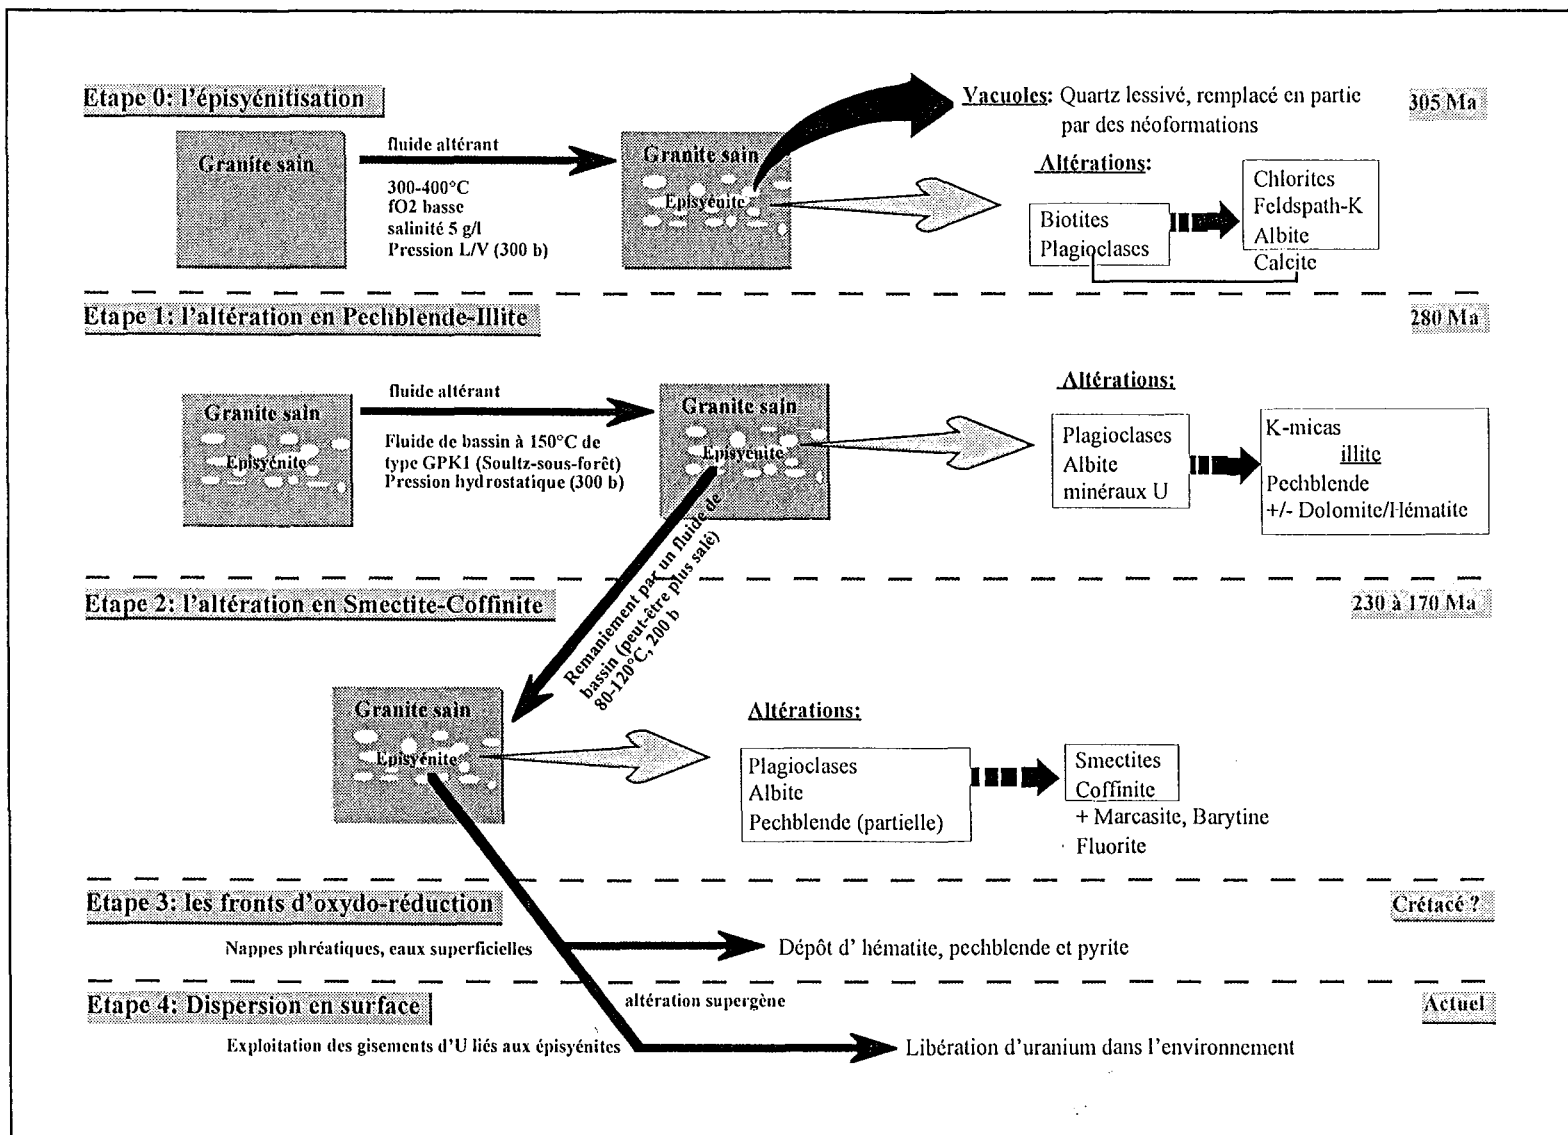 Etape 0: l'épisyénitisation
305 Ma
Vacuoles: Quartz lessivé, remplacé en partie
par des néoformations
Granite sain
fluide altérant
300-400°C
fO2 basse
salinité 5 g/l
Pression L/V (300 b)
Granite sain
Episyénite
Altérations:
Biotites
Plagioclases
Chlorites
Feldspath-K
Albite
Calcite
Etape 1: l'altération en Pechblende-Illite
280 Ma
Granite sain
Episyénite
fluide altérant
Fluide de bassin à 150°C de
type GPK1 (Soultz-sous-forêt)
Pression hydrostatique (300 b)
Granite sain
Episyénite
Altérations:
Plagioclases
Albite
minéraux U
K-micas
illite
Pechblende
+/- Dolomite/Hématite
Remaniement par un fluide de
bassin (peut-être plus salé)
80-120°C, 200 b
Etape 2: l'altération en Smectite-Coffinite
230 à 170 Ma
Granite sain
Episyénite
Altérations:
Plagioclases
Albite
Pechblende (partielle)
Smectites
Coffinite
+ Marcasite, Barytine
Fluorite
Etape 3: les fronts d'oxydo-réduction
Crétacé ?
Nappes phréatiques, eaux superficielles
Dépôt d' hématite, pechblende et pyrite
Etape 4: Dispersion en surface
altération supergène
Actuel
Exploitation des gisements d'U liés aux épisyénites
Libération d'uranium dans l'environnement